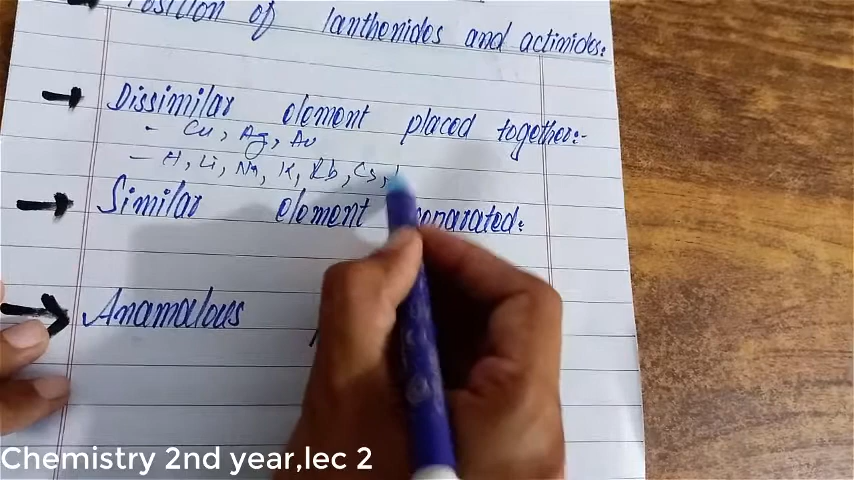 Position of lanthenides and actinides:
Dissimilar element placed together:-
- Cu, Ag, Au
- H, Li, Na, K, Rb, Cs,
Similar element separated:
Anamalous
Chemistry 2nd year,lec 2